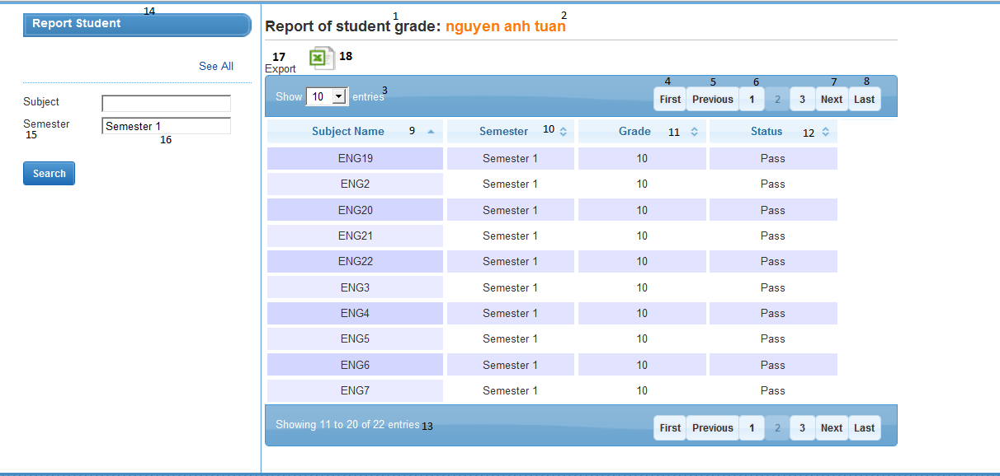 14
Report Student
See All
Subject
Semester Semester 1
15
16
Search
1 2
Report of student grade: nguyen anh tuan
17 18
Export
Show 10 entries 3
4 5 6 7 8
First Previous 1 2 3 Next Last
Subject Name 9 Semester 10 Grade 11 Status 12
ENG19 Semester 1 10 Pass
ENG2 Semester 1 10 Pass
ENG20 Semester 1 10 Pass
ENG21 Semester 1 10 Pass
ENG22 Semester 1 10 Pass
ENG3 Semester 1 10 Pass
ENG4 Semester 1 10 Pass
ENG5 Semester 1 10 Pass
ENG6 Semester 1 10 Pass
ENG7 Semester 1 10 Pass
Showing 11 to 20 of 22 entries 13
First Previous 1 2 3 Next Last